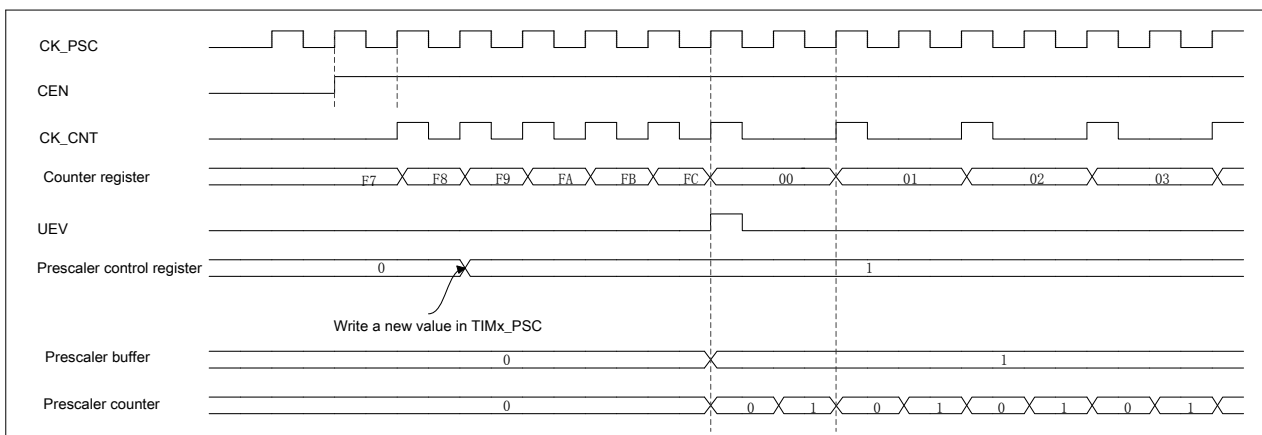 CK_PSC
CEN
CK_CNT
Counter register F7 F8 F9 FA FB FC 00 01 02 03
UEV
Prescaler control register 0 1
Write a new value in TIMx_PSC
Prescaler buffer 0 1
Prescaler counter 0 0 1 0 1 0 1 0 1